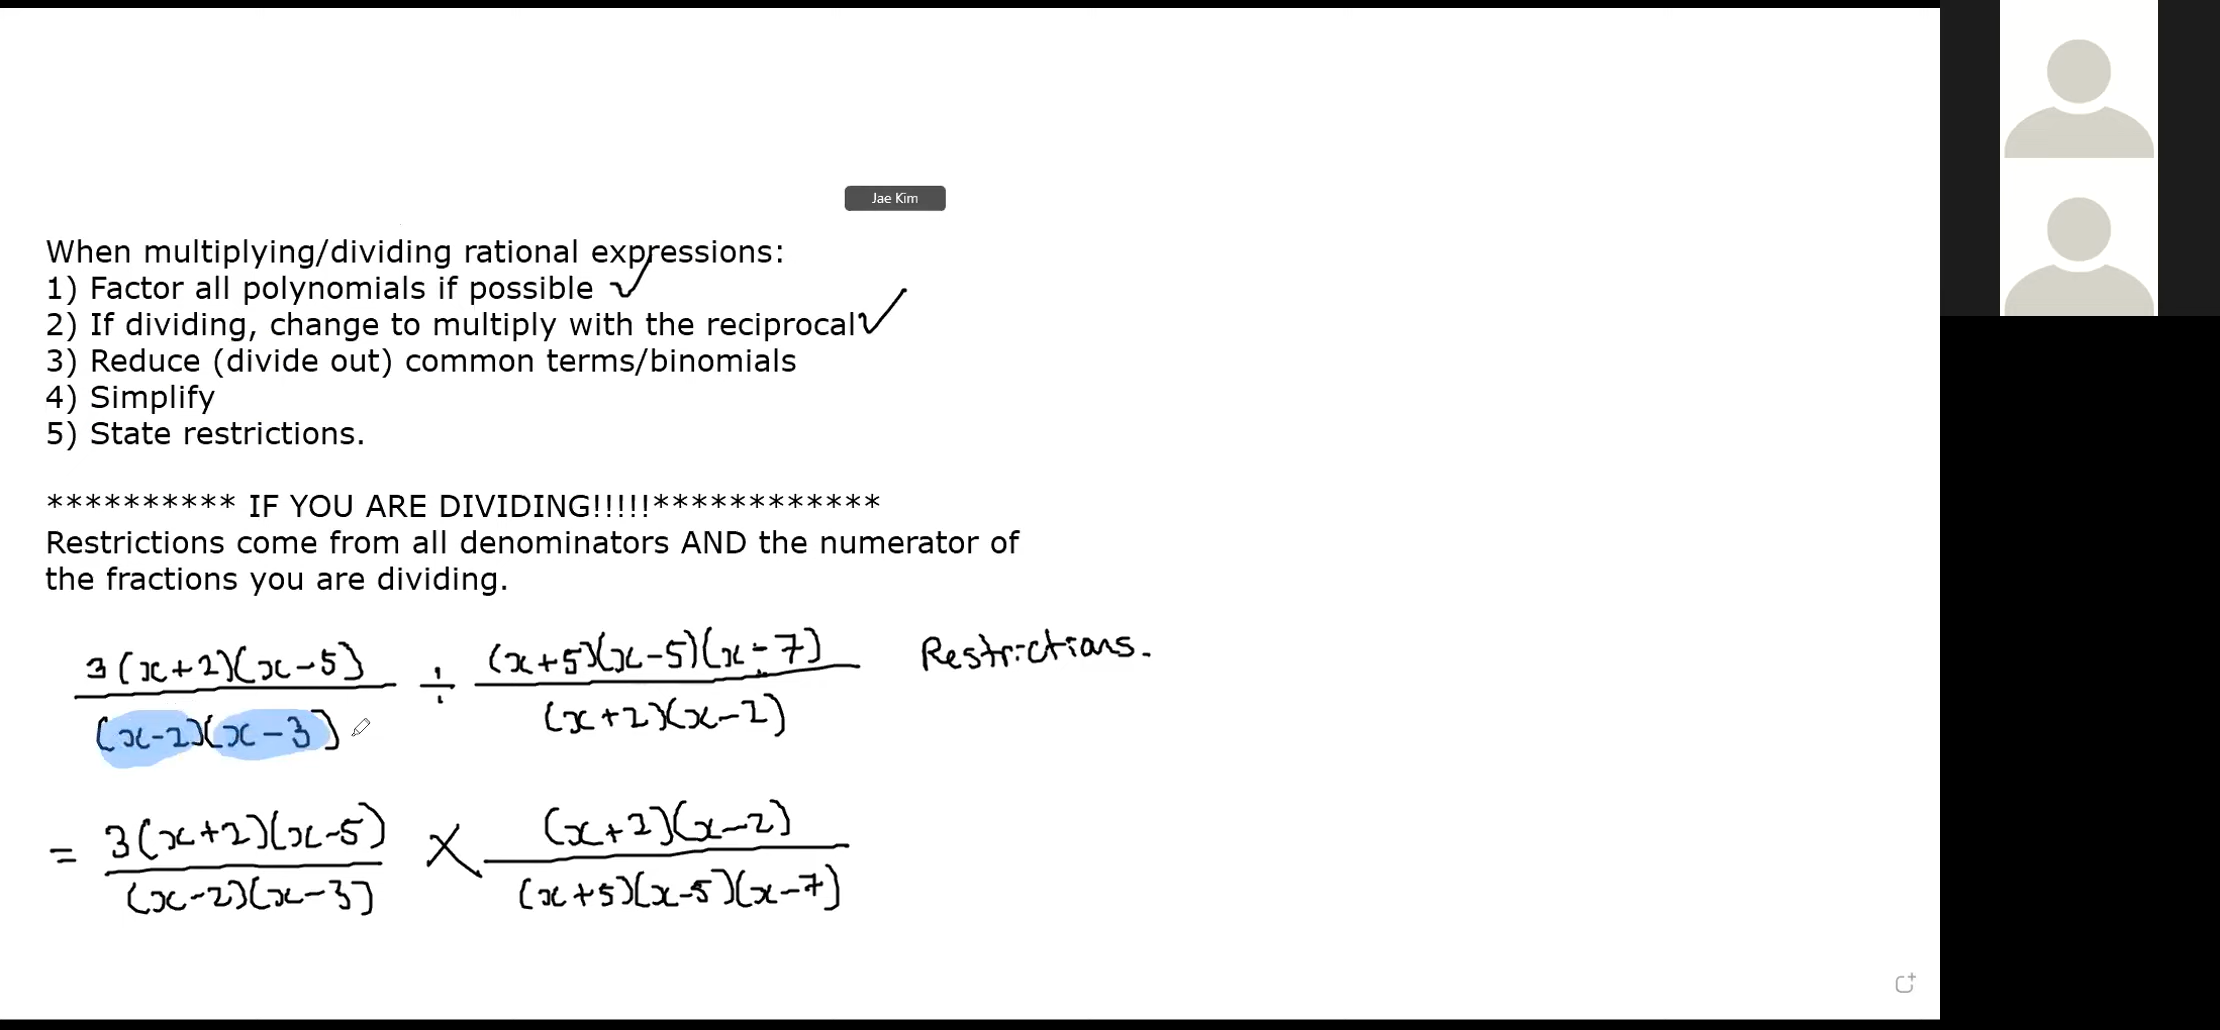 Jae Kim
When multiplying/dividing rational expressions:
1) Factor all polynomials if possible ✓
2) If dividing, change to multiply with the reciprocal ✓
3) Reduce (divide out) common terms/binomials
4) Simplify
5) State restrictions.
********** IF YOU ARE DIVIDING!!!!!************
Restrictions come from all denominators AND the numerator of
the fractions you are dividing.
3(x+2)(x-5) ÷ (x+5)(x-5)(x-7) Restrictions.
(x-2)(x-3) (x+2)(x-2)
= 3(x+2)(x-5) × (x+2)(x-2)
(x-2)(x-3) (x+5)(x-5)(x-7)